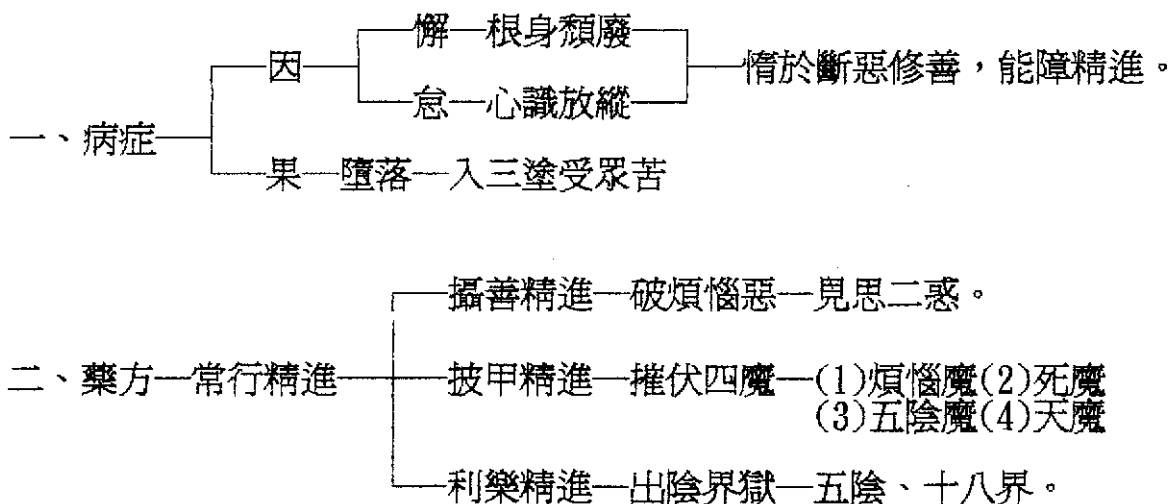 懈—根身頹廢
因
惰於斷惡修善，能障精進。
怠—心識放縱
一、病症
果—墮落—入三塗受眾苦
攝善精進—破煩惱惡—見思二惑。
二、藥方—常行精進
披甲精進—摧伏四魔—(1)煩惱魔(2)死魔
(3)五陰魔(4)天魔
利樂精進—出陰界獄—五陰、十八界。